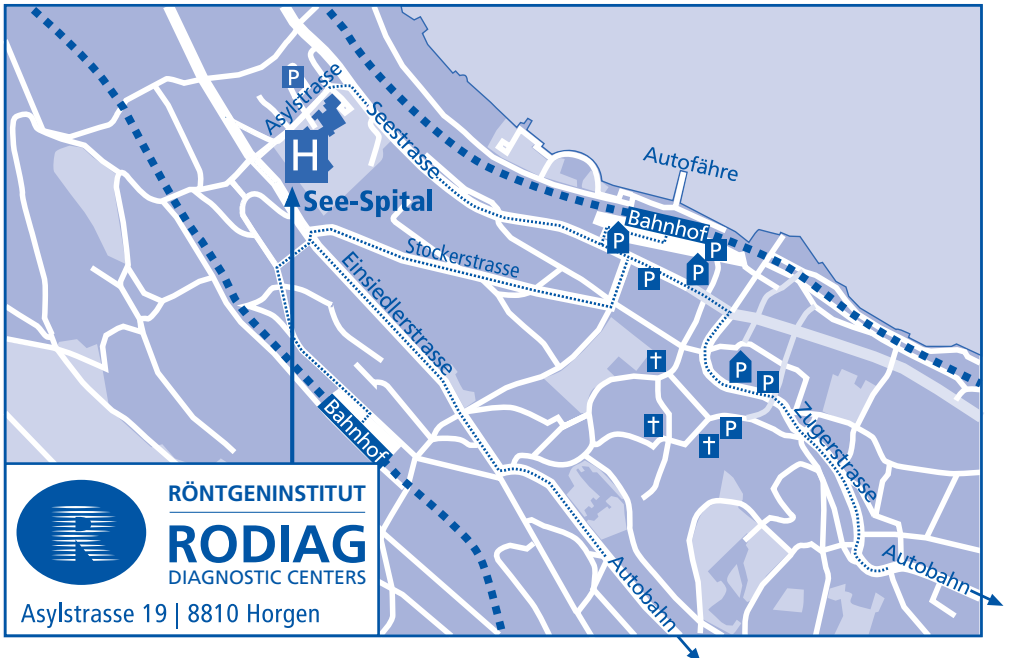 P
Asylstrasse
H
See-Spital
Seestrasse
Autofähre
Bahnhof
P
P
P
P
Stockerstrasse
Einsiedlerstrasse
P
P
P
Zugerstrasse
Bahnhof
Autobahn
Autobahn
R
RÖNTGENINSTITUT
RODIAG
DIAGNOSTIC CENTERS
Asylstrasse 19 | 8810 Horgen